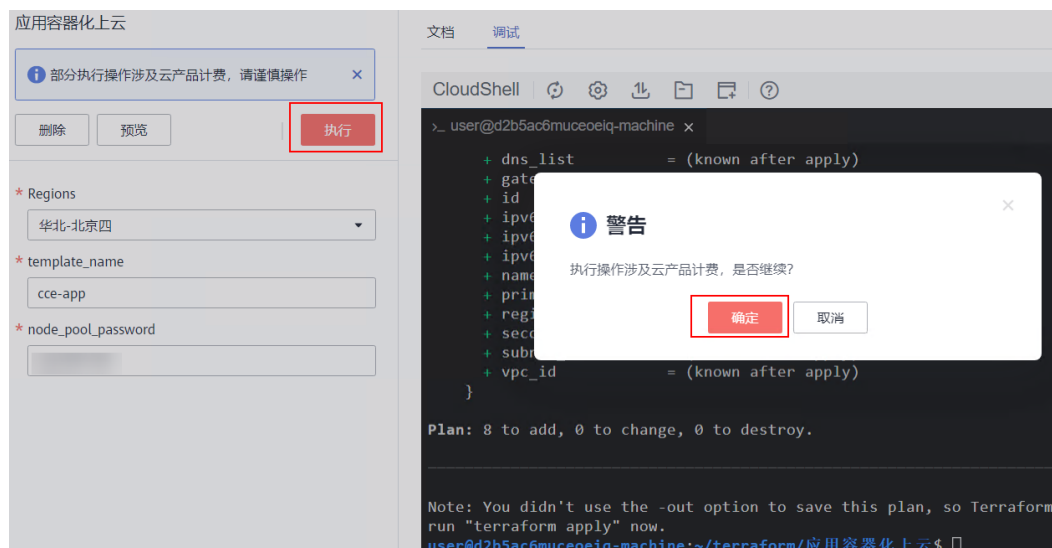 应用容器化上云
部分执行操作涉及云产品计费，请谨慎操作
删除 预览 执行
* Regions
华北-北京四
* template_name
cce-app
* node_pool_password
文档 调试
CloudShell
>_ user@d2b5ac6muceoeiq-machine ×
+ dns_list = (known after apply)
+ gate
+ id
+ ipv6
+ ipv6
+ ipv6
+ name
+ prim
+ regi
+ seco
+ subn
+ vpc_id = (known after apply)
}
警告
执行操作涉及云产品计费，是否继续?
确定 取消
Plan: 8 to add, 0 to change, 0 to destroy.
Note: You didn't use the -out option to save this plan, so Terraform
run "terraform apply" now.
user@d2b5ac6muceoeiq-machine:~/terraform/应用容器化上云$